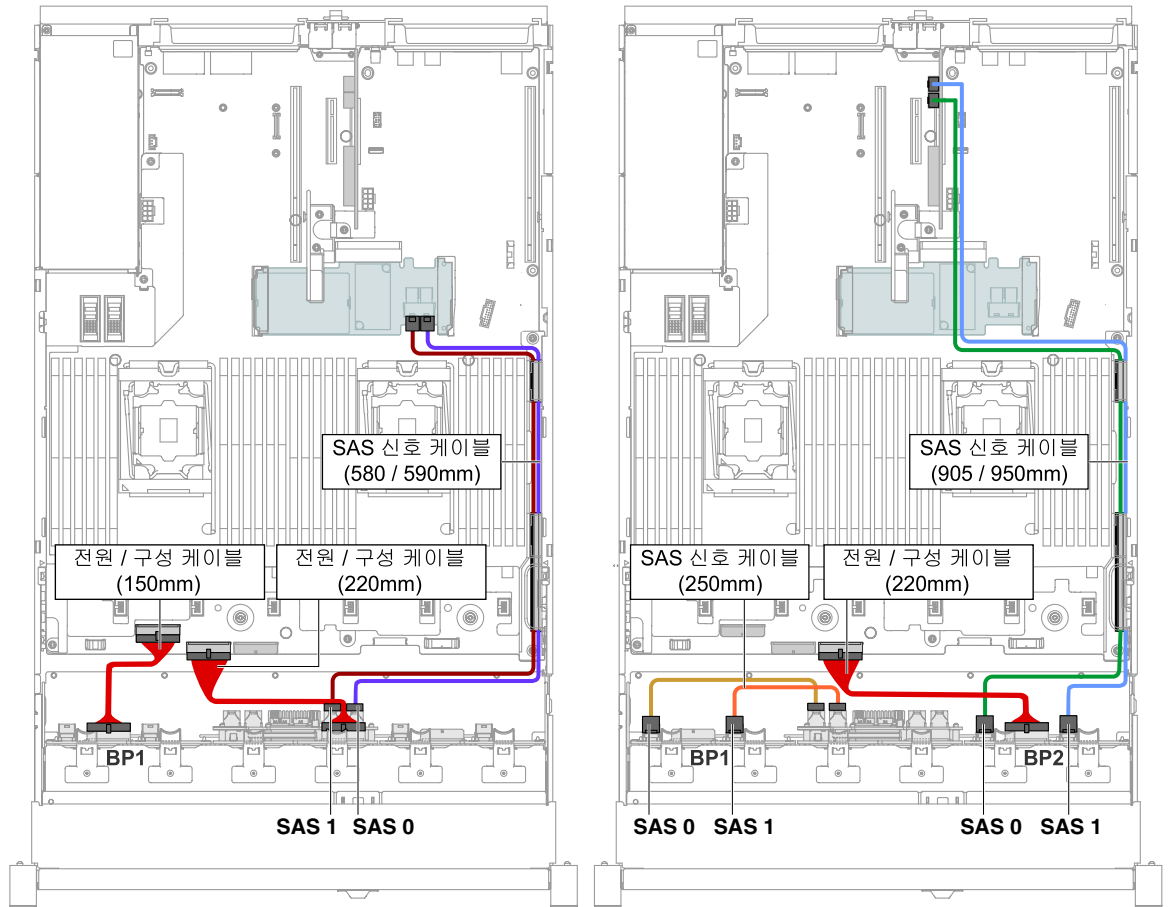 SAS 신호 케이블
(580 / 590mm)
전원 / 구성 케이블
(150mm)
전원 / 구성 케이블
(220mm)
BP1
SAS 1
SAS 0
SAS 신호 케이블
(905 / 950mm)
SAS 신호 케이블
(250mm)
전원 / 구성 케이블
(220mm)
BP1
BP2
SAS 0
SAS 1
SAS 0
SAS 1